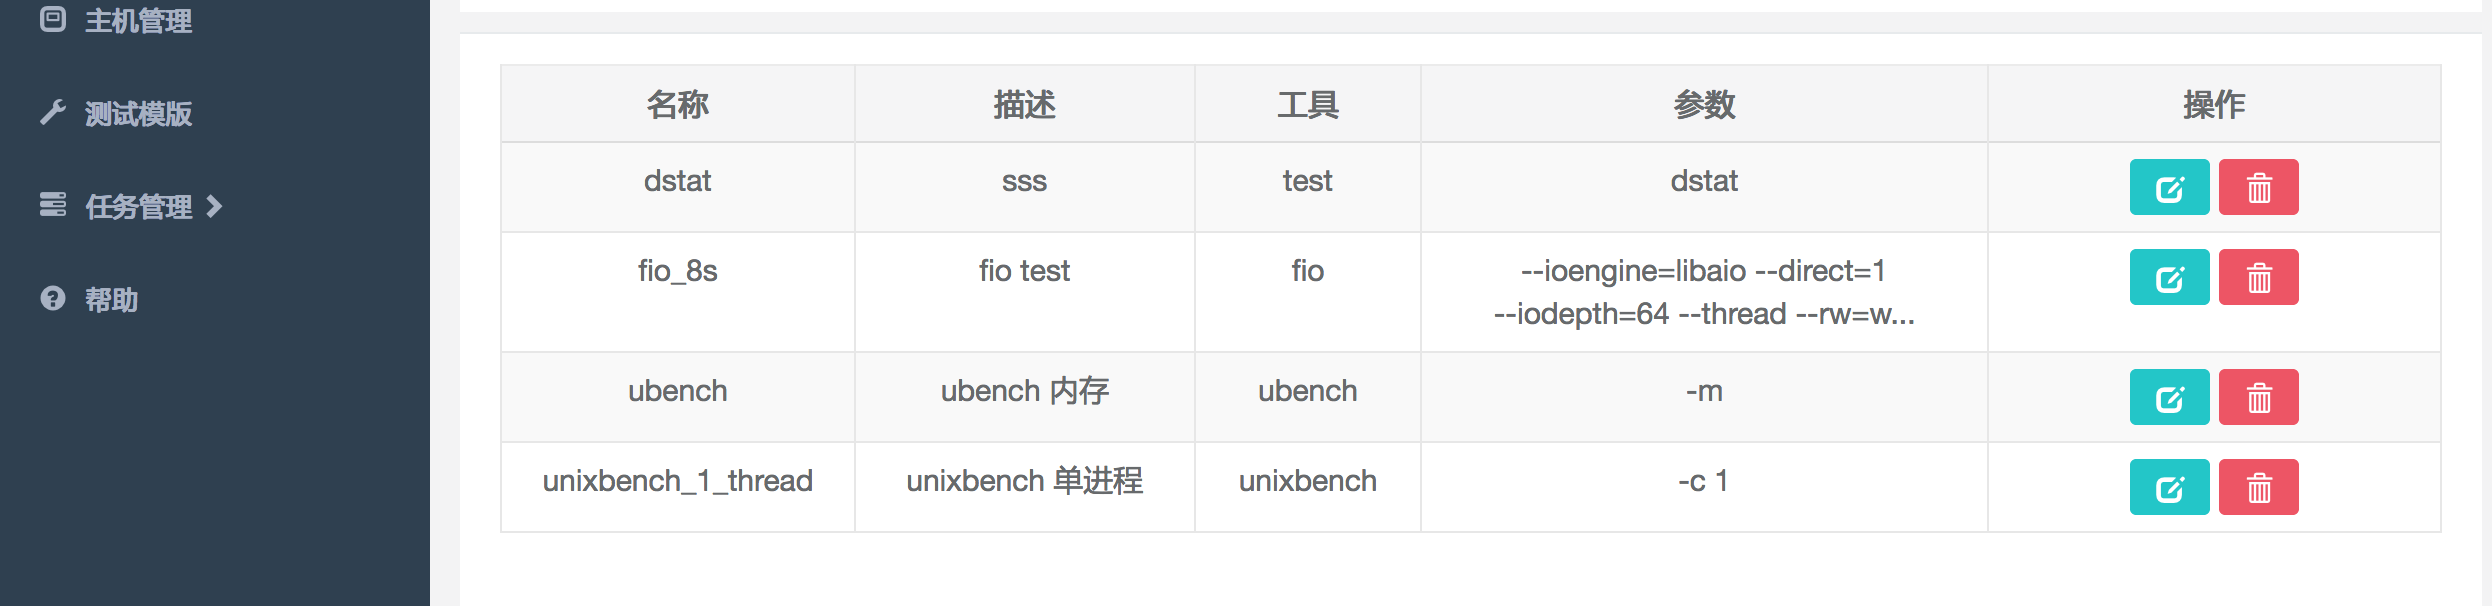 主机管理
测试模版
任务管理
帮助
名称 描述 工具 参数 操作
dstat sss test dstat
fio_8s fio test fio --ioengine=libaio --direct=1
--iodepth=64 --thread --rw=w...
ubench ubench 内存 ubench -m
unixbench_1_thread unixbench 单进程 unixbench -c 1